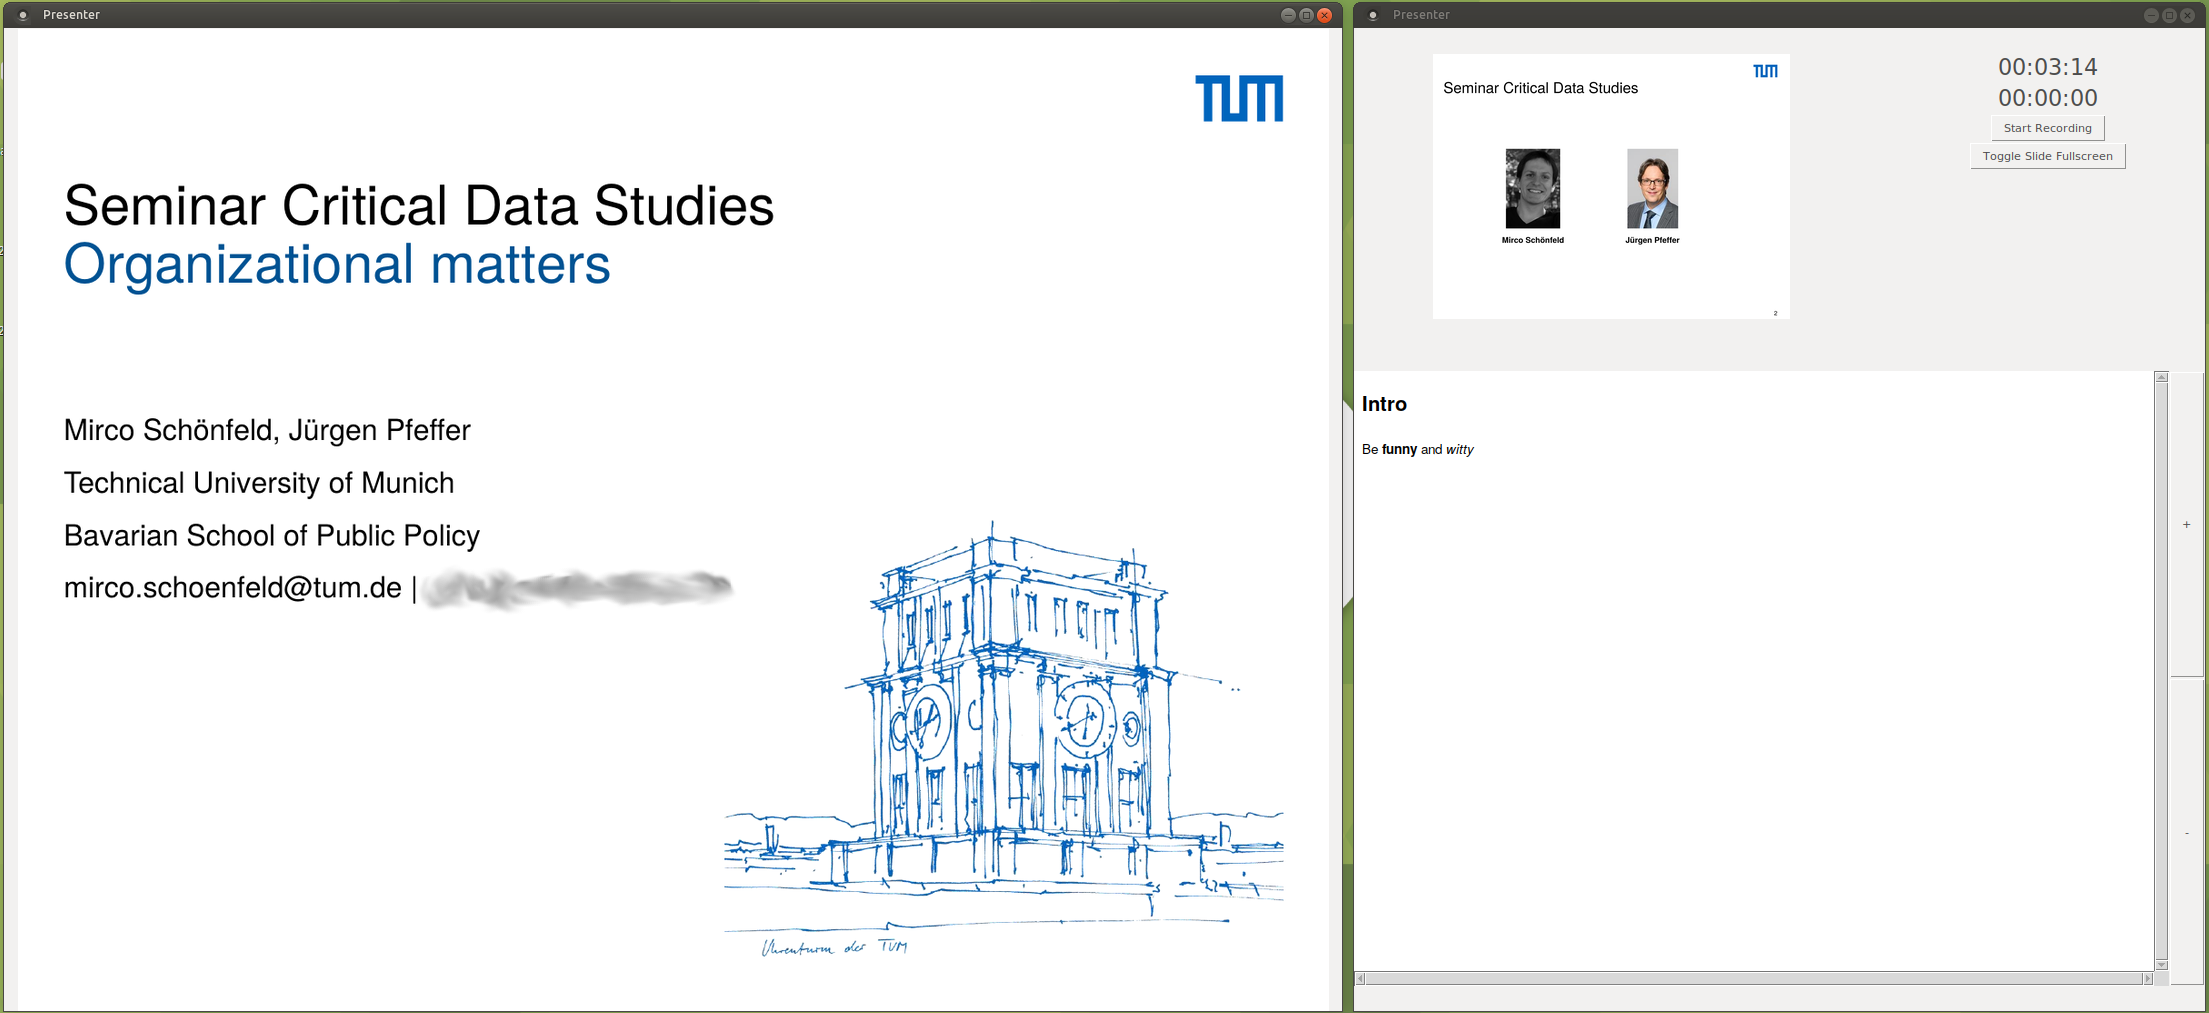 Presenter
TUM
Seminar Critical Data Studies
Organizational matters
Mirco Schönfeld, Jürgen Pfeffer
Technical University of Munich
Bavarian School of Public Policy
mirco.schoenfeld@tum.de |
Uhrenturm der TUM
Presenter
TUM
Seminar Critical Data Studies
Mirco Schönfeld Jürgen Pfeffer
2
00:03:14
00:00:00
Start Recording
Toggle Slide Fullscreen
Intro
Be funny and witty
+
-